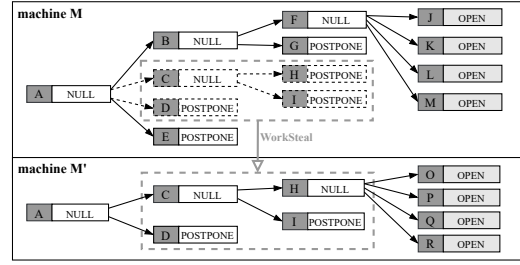 machine M
A NULL
B NULL
C NULL
D POSTPONE
E POSTPONE
F NULL
G POSTPONE
H POSTPONE
I POSTPONE
J OPEN
K OPEN
L OPEN
M OPEN
WorkSteal
machine M'
A NULL
C NULL
D POSTPONE
H NULL
I POSTPONE
O OPEN
P OPEN
Q OPEN
R OPEN